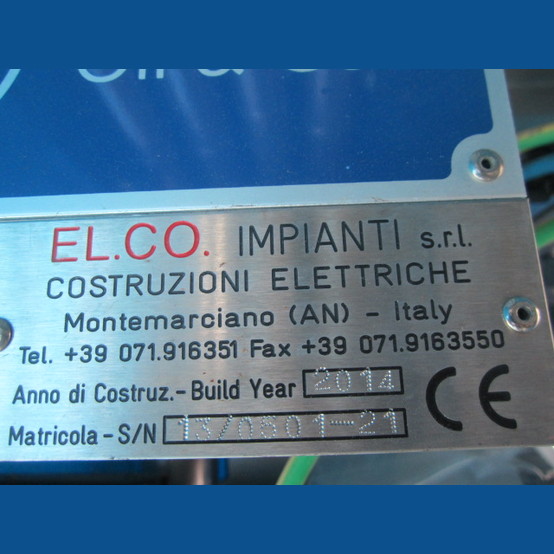 EL.CO. IMPIANTI s.r.l.
COSTRUZIONI ELETTRICHE
Montemarciano (AN) - Italy
Tel. +39 071.916351 Fax +39 071.9163550
Anno di Costruz.-Build Year 2014
Matricola-S/N 13/0801-21
CE